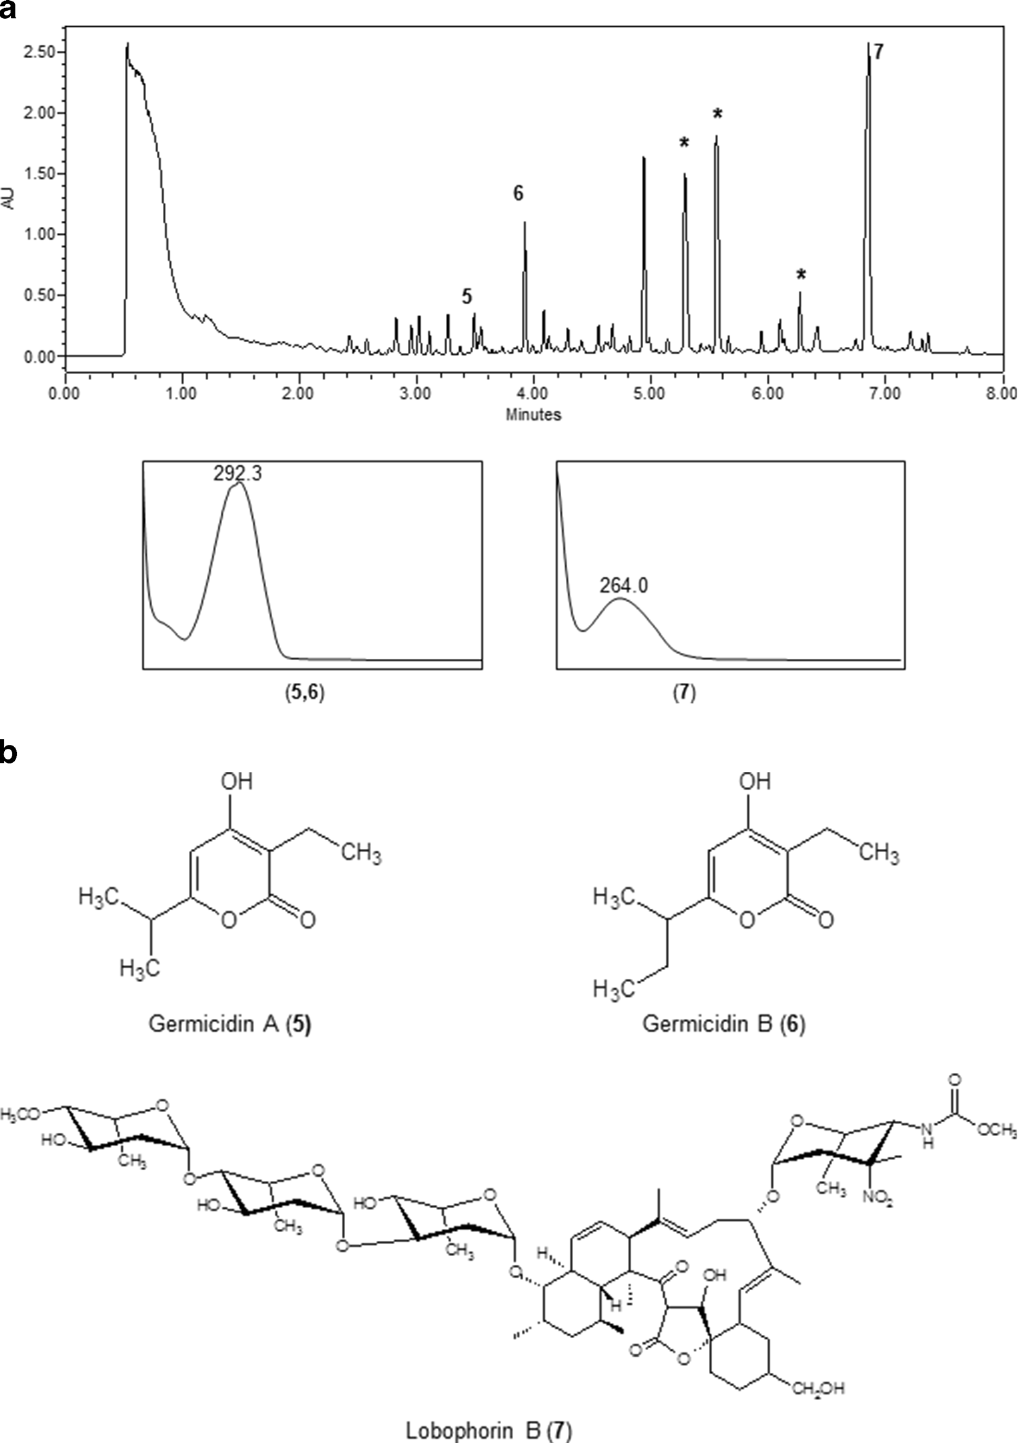 a
2.50
2.00
1.50
1.00
0.50
0.00
AU
5
6
*
*
*
7
0.00 1.00 2.00 3.00 4.00 5.00 6.00 7.00 8.00
Minutes
292.3
264.0
(5,6)
(7)
b
OH
CH3
H3C
H3C
O
O
Germicidin A (5)
OH
CH3
H3C
H3C
O
O
Germicidin B (6)
H3CO
O
HO
CH3
O
O
HO
CH3
O
HO
O
CH3
O
H
H
O
OH
O
O
CH2OH
O
O
CH3
NO2
N
H
O
OCH3
Lobophorin B (7)